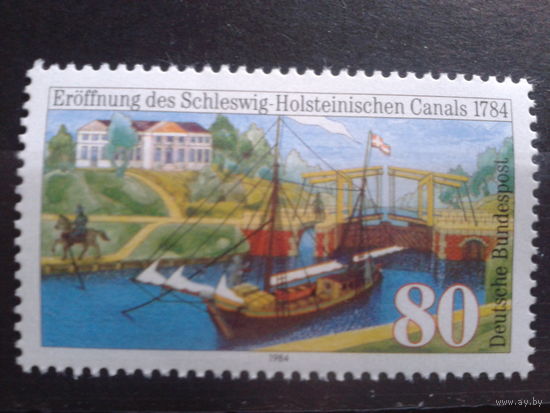 Eröffnung des Schleswig-Holsteinischen Canals 1784
Deutsche Bundespost
80
1984
www.ay.by